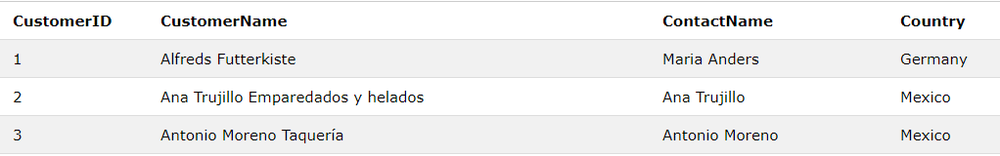 CustomerID CustomerName ContactName Country
1 Alfreds Futterkiste Maria Anders Germany
2 Ana Trujillo Emparedados y helados Ana Trujillo Mexico
3 Antonio Moreno Taquería Antonio Moreno Mexico